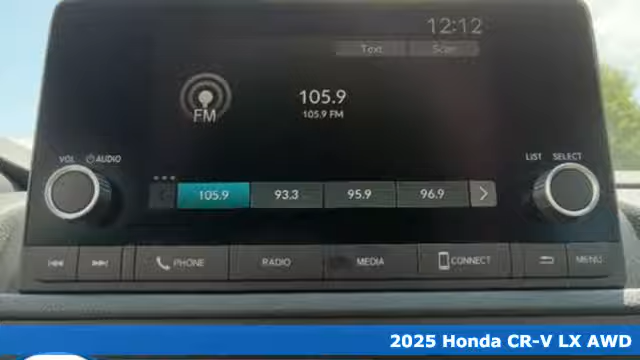 12:12
Text Scan
105.9
FM 105.9 FM
VOL AUDIO LIST SELECT
105.9 93.3 95.9 96.9
PHONE RADIO MEDIA CONNECT MENU
2025 Honda CR-V LX AWD